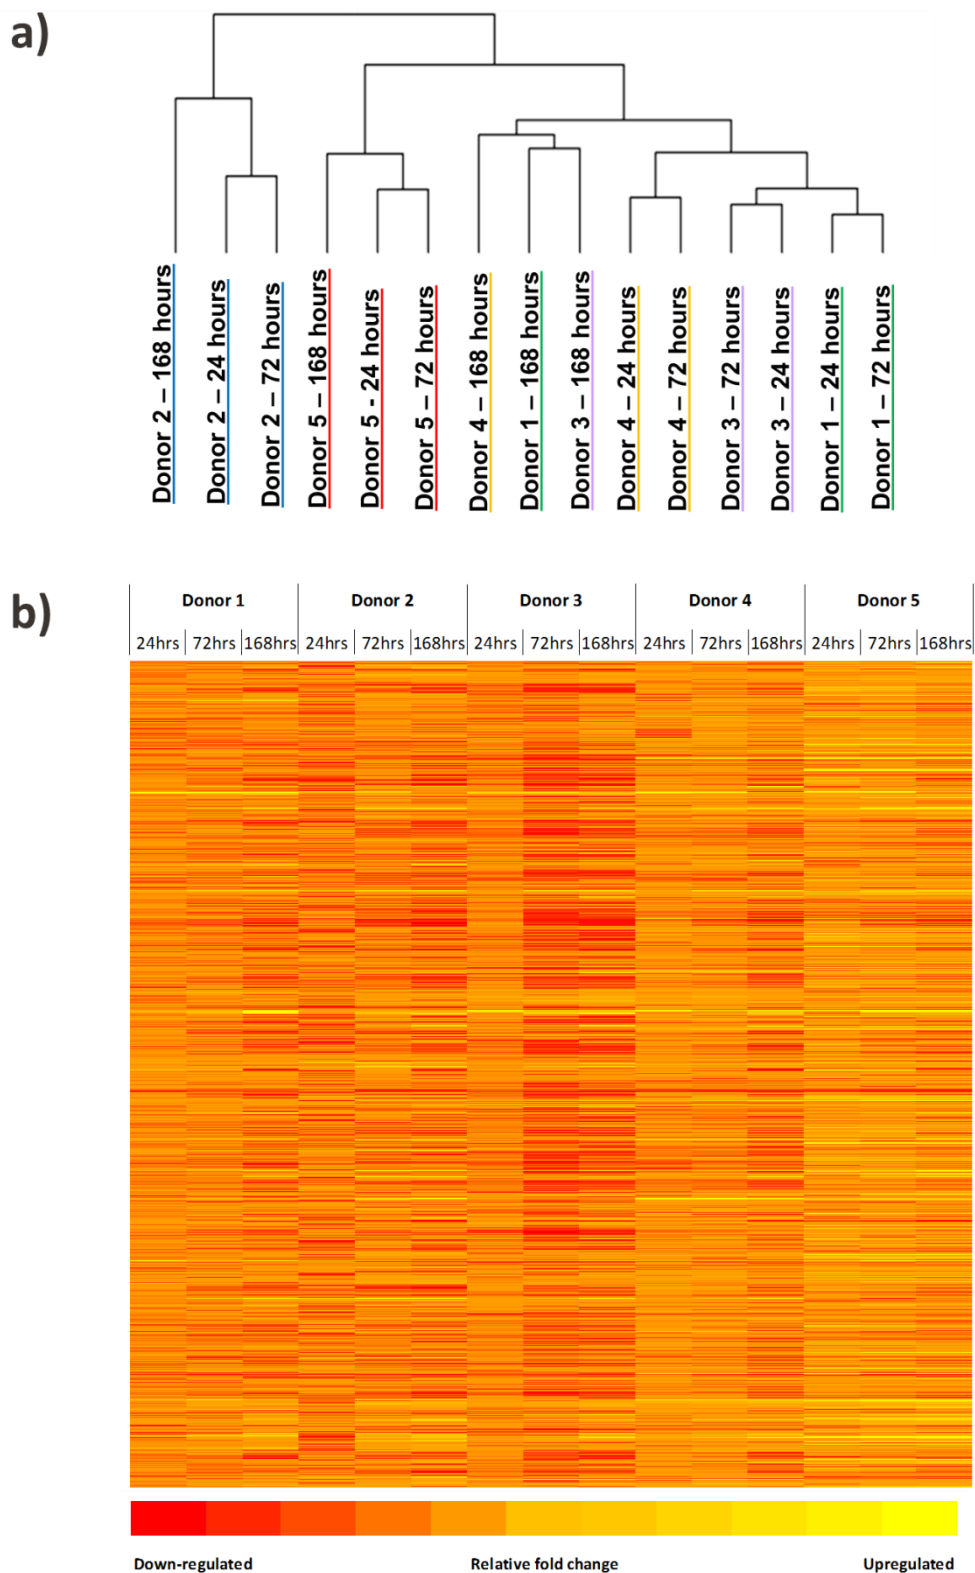 a)
Donor 2 – 168 hours
Donor 2 – 24 hours
Donor 2 – 72 hours
Donor 5 – 168 hours
Donor 5 - 24 hours
Donor 5 – 72 hours
Donor 4 – 168 hours
Donor 1 – 168 hours
Donor 3 – 168 hours
Donor 4 – 24 hours
Donor 4 – 72 hours
Donor 3 – 72 hours
Donor 3 – 24 hours
Donor 1 – 24 hours
Donor 1 – 72 hours
b)
Donor 1 Donor 2 Donor 3 Donor 4 Donor 5
24hrs 72hrs 168hrs 24hrs 72hrs 168hrs 24hrs 72hrs 168hrs 24hrs 72hrs 168hrs 24hrs 72hrs 168hrs
Down-regulated Relative fold change Upregulated